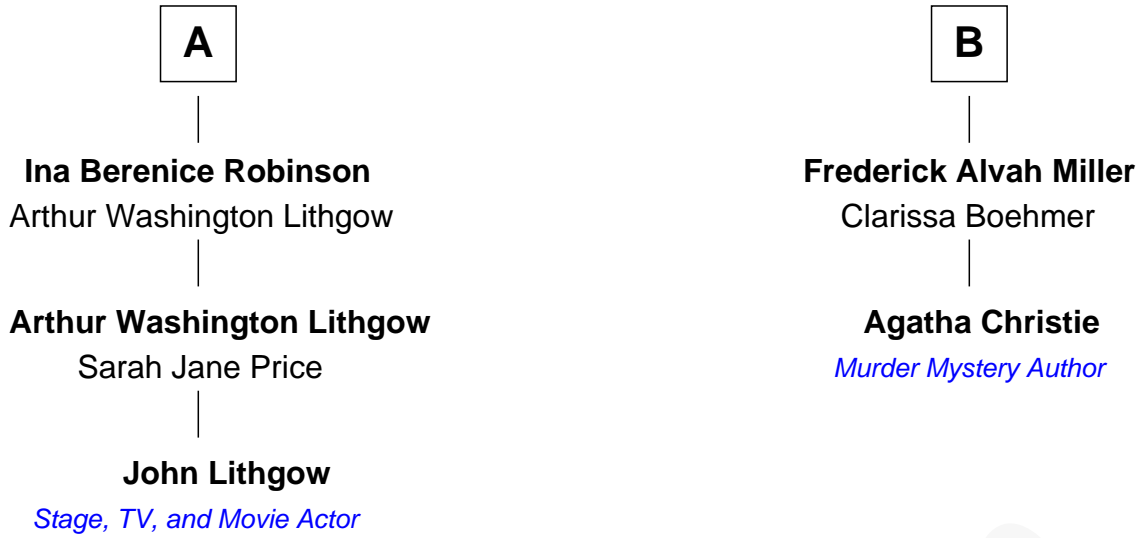 A
Ina Berenice Robinson
Arthur Washington Lithgow
Arthur Washington Lithgow
Sarah Jane Price
John Lithgow
Stage, TV, and Movie Actor
B
Frederick Alvah Miller
Clarissa Boehmer
Agatha Christie
Murder Mystery Author